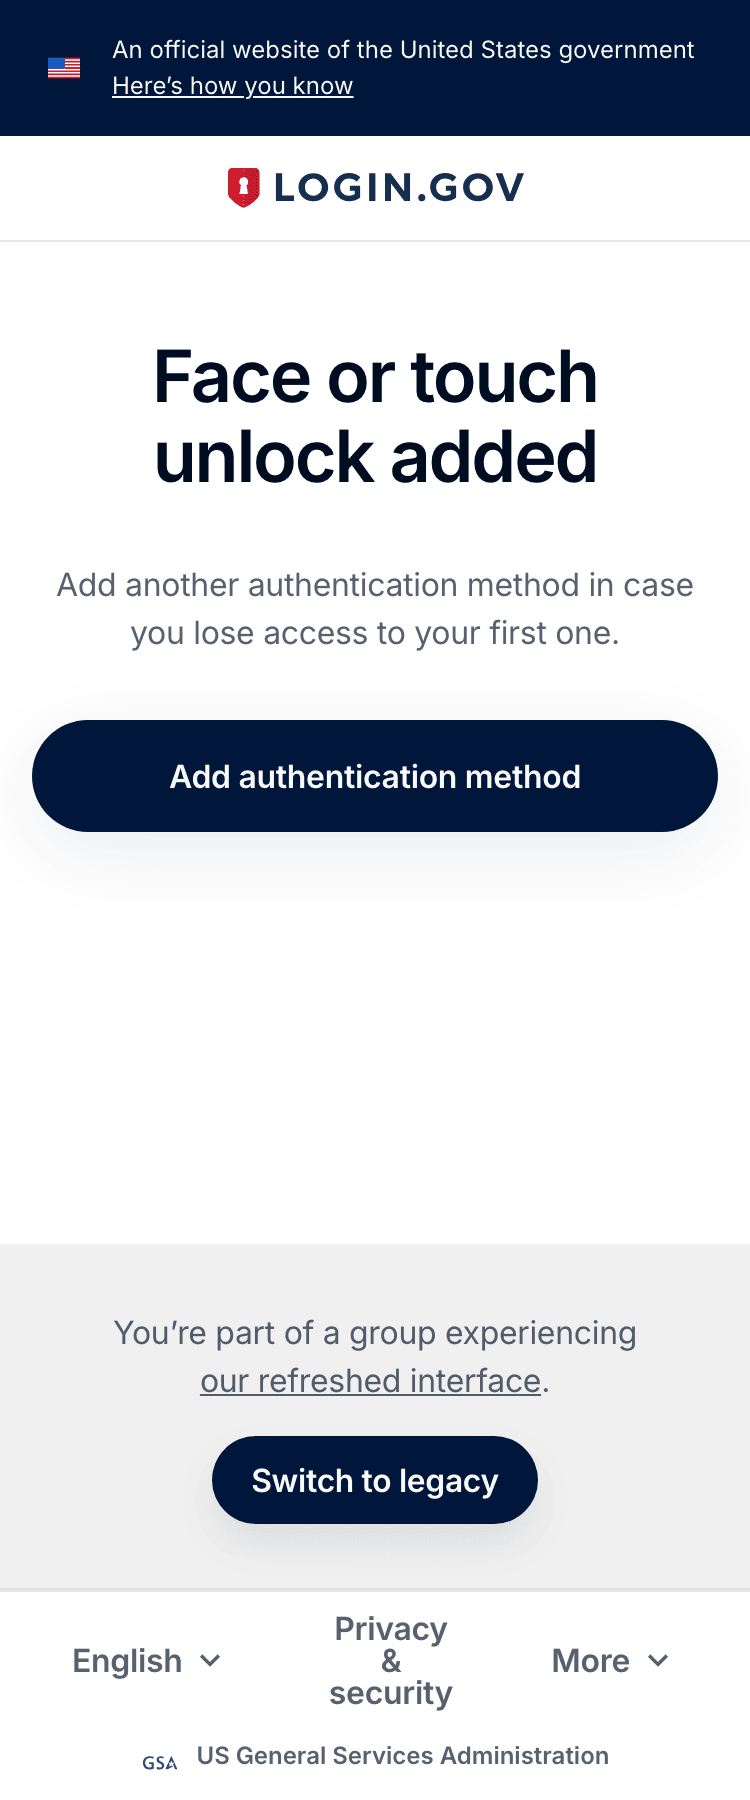 An official website of the United States government
Here’s how you know
LOGIN.GOV
Face or touch
unlock added
Add another authentication method in case
you lose access to your first one.
Add authentication method
You’re part of a group experiencing
our refreshed interface.
Switch to legacy
English
Privacy
&
security
More
GSA US General Services Administration